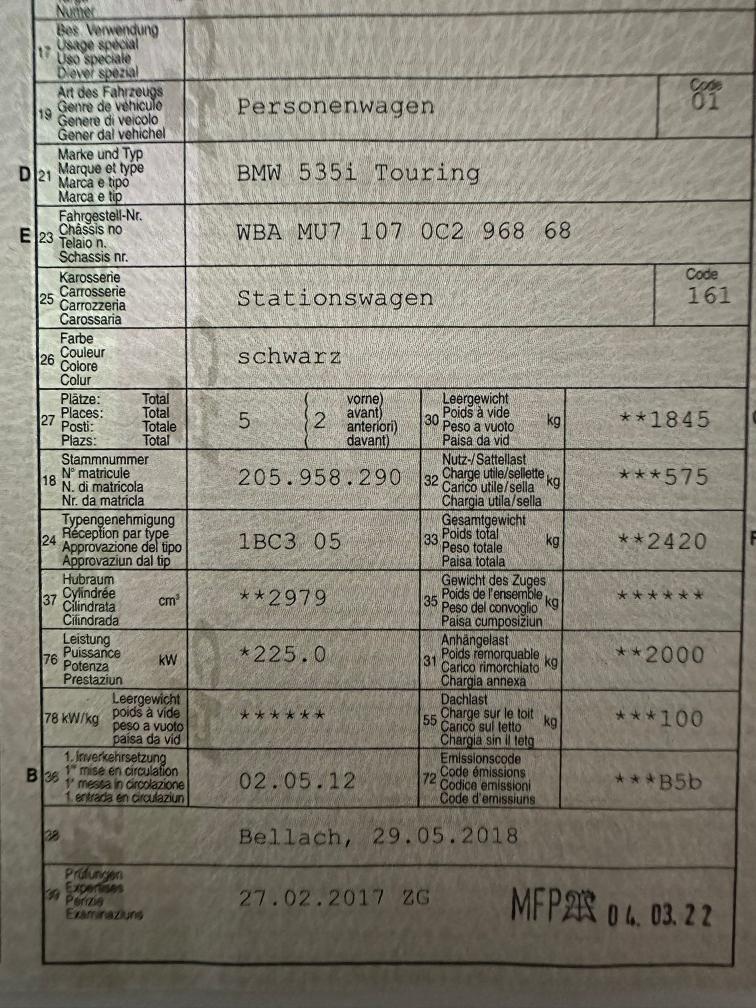 Numer
17 Bes. Verwendung
Usage spécial
Uso speciale
Diever spezial
19 Art des Fahrzeugs
Genre de véhicule
Genere di veicolo
Gener dal vehichel
Personenwagen
Code
01
D 21 Marke und Typ
Marque et type
Marca e tipo
Marca e tip
BMW 535i Touring
E 23 Fahrgestell-Nr.
Châssis no
Telaio n.
Schassis nr.
WBA MU7 107 0C2 968 68
25 Karosserie
Carrosserie
Carrozzeria
Carossaria
Stationswagen
Code
161
26 Farbe
Couleur
Colore
Colur
schwarz
27 Plätze: Total
Places: Total
Posti: Totale
Plazs: Total
5 ( 2 vorne)
( avant)
( anteriori)
( davant)
30 Leergewicht
Poids à vide kg
Peso a vuoto
Paisa da vid
**1845
18 Stammnummer
N° matricule
N. di matricola
Nr. da matricla
205.958.290
32 Nutz-/Sattellast
Charge utile/sellette kg
Carico utile/sella
Chargia utila/sella
***575
24 Typengenehmigung
Réception par type
Approvazione del tipo
Approvaziun dal tip
1BC3 05
33 Gesamtgewicht
Poids total kg
Peso totale
Paisa totala
**2420
37 Hubraum
Cylindrée cm³
Cilindrata
Cilindrada
**2979
35 Gewicht des Zuges
Poids de l'ensemble kg
Peso del convoglio
Paisa cumposiziun
******
76 Leistung
Puissance kW
Potenza
Prestaziun
*225.0
31 Anhängelast
Poids remorquable kg
Carico rimorchiato
Chargia annexa
**2000
78 kW/kg Leergewicht
poids à vide
peso a vuoto
paisa da vid
******
55 Dachlast
Charge sur le toit kg
Carico sul tetto
Chargia sin il tetg
***100
B 36 1. Inverkehrsetzung
1re mise en circulation
1a messa in circolazione
1. entrada en circulaziun
02.05.12
72 Emissionscode
Code émissions
Codice emissioni
Code d'emissiuns
***B5b
38 Bellach, 29.05.2018
39 Prüfungen
Expertises
Perizie
Examinaziuns
27.02.2017 ZG
04. 03. 22